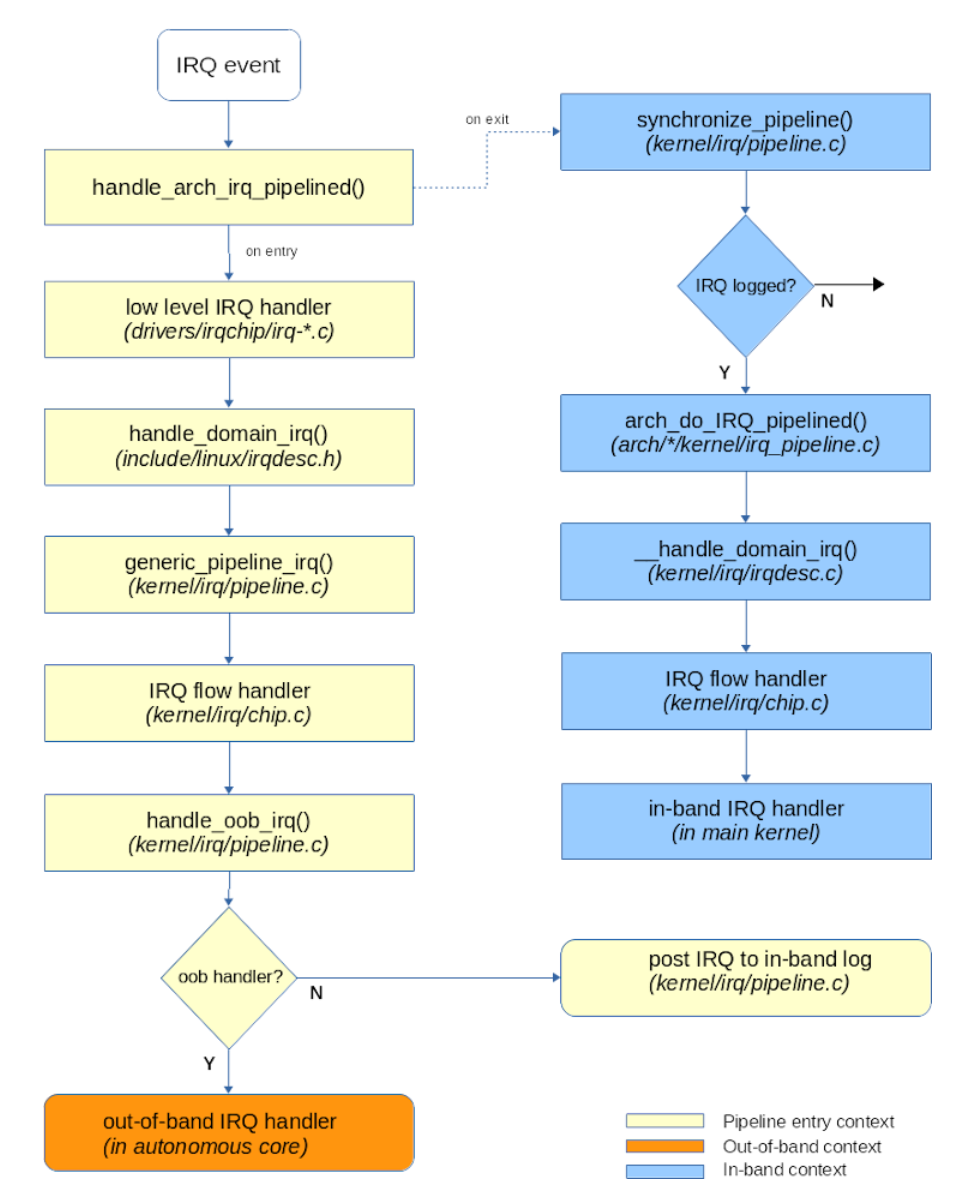 IRQ event
handle_arch_irq_pipelined()
on exit
on entry
low level IRQ handler
(drivers/irqchip/irq-*.c)
handle_domain_irq()
(include/linux/irqdesc.h)
generic_pipeline_irq()
(kernel/irq/pipeline.c)
IRQ flow handler
(kernel/irq/chip.c)
handle_oob_irq()
(kernel/irq/pipeline.c)
oob handler?
N
Y
out-of-band IRQ handler
(in autonomous core)
post IRQ to in-band log
(kernel/irq/pipeline.c)
synchronize_pipeline()
(kernel/irq/pipeline.c)
IRQ logged?
N
Y
arch_do_IRQ_pipelined()
(arch/*/kernel/irq_pipeline.c)
__handle_domain_irq()
(kernel/irq/irqdesc.c)
IRQ flow handler
(kernel/irq/chip.c)
in-band IRQ handler
(in main kernel)
Pipeline entry context
Out-of-band context
In-band context